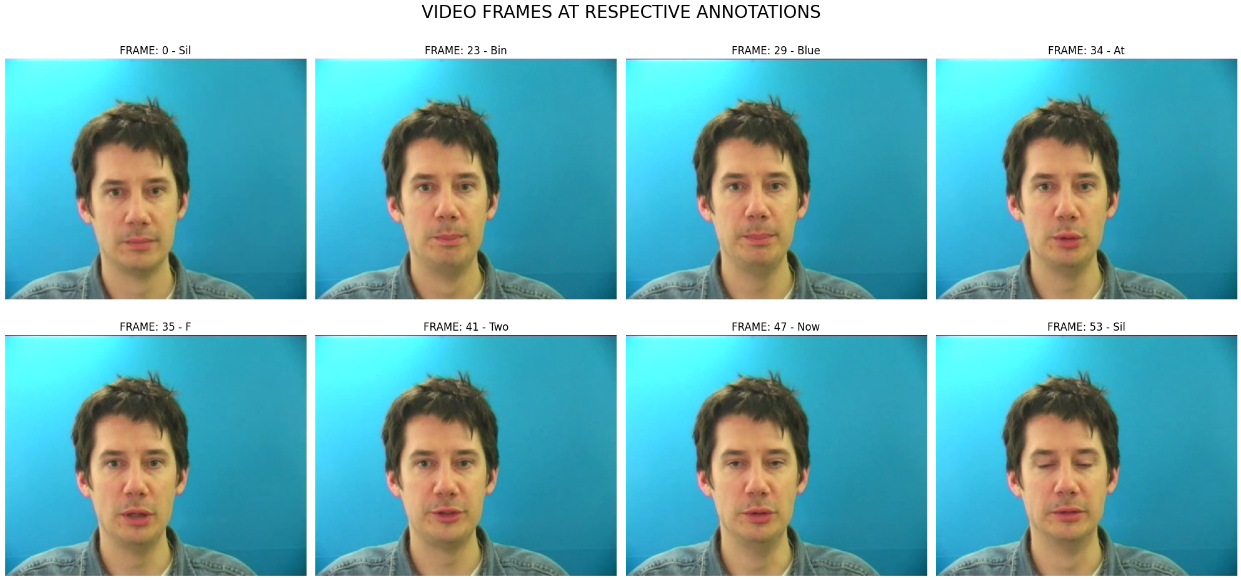 VIDEO FRAMES AT RESPECTIVE ANNOTATIONS
FRAME: 0 - Sil
FRAME: 23 - Bin
FRAME: 29 - Blue
FRAME: 34 - At
FRAME: 35 - F
FRAME: 41 - Two
FRAME: 47 - Now
FRAME: 53 - Sil